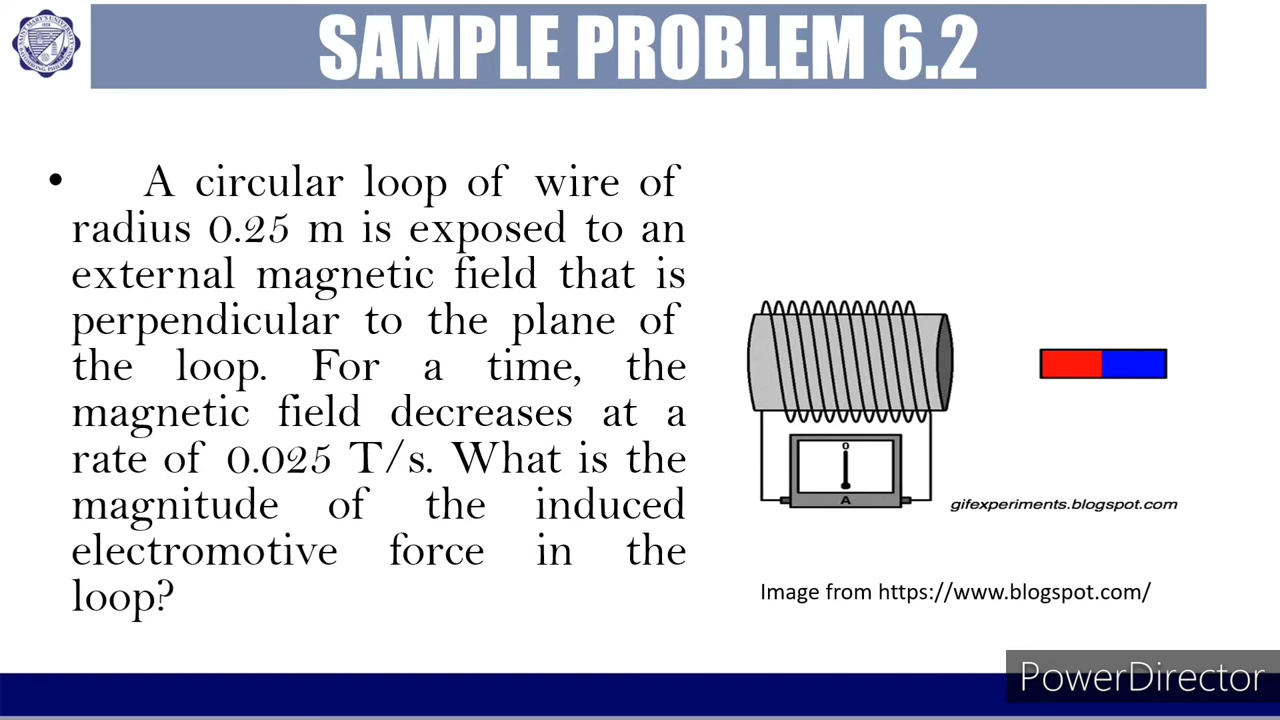 SAMPLE PROBLEM 6.2
• A circular loop of wire of
radius 0.25 m is exposed to an
external magnetic field that is
perpendicular to the plane of
the loop. For a time, the
magnetic field decreases at a
rate of 0.025 T/s. What is the
magnitude of the induced
electromotive force in the
loop?
0
A
gifexperiments.blogspot.com
Image from https://www.blogspot.com/
PowerDirector